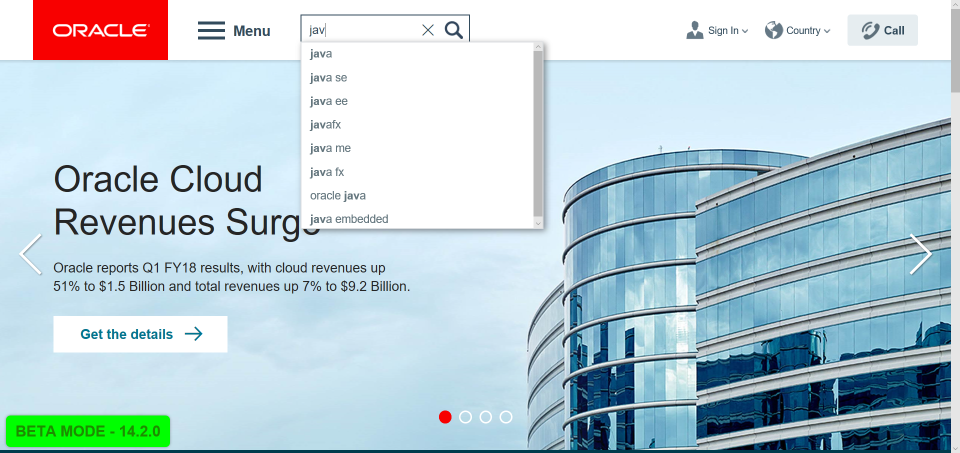 ORACLE
Menu
jav
Sign In
Country
Call
java
java se
java ee
javafx
java me
java fx
oracle java
java embedded
Oracle Cloud
Revenues Surge
Oracle reports Q1 FY18 results, with cloud revenues up
51% to $1.5 Billion and total revenues up 7% to $9.2 Billion.
Get the details
BETA MODE - 14.2.0